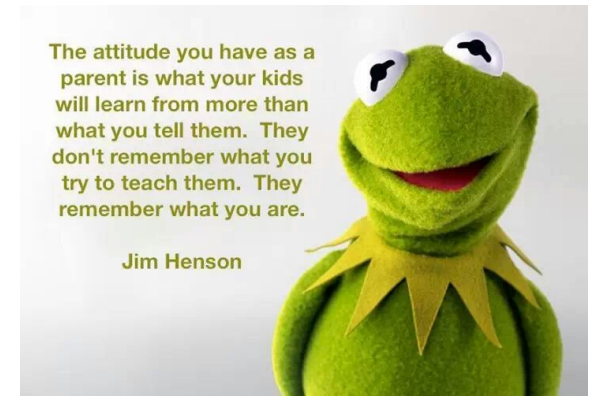 The attitude you have as a
parent is what your kids
will learn from more than
what you tell them.  They
don't remember what you
try to teach them.  They
remember what you are.
Jim Henson